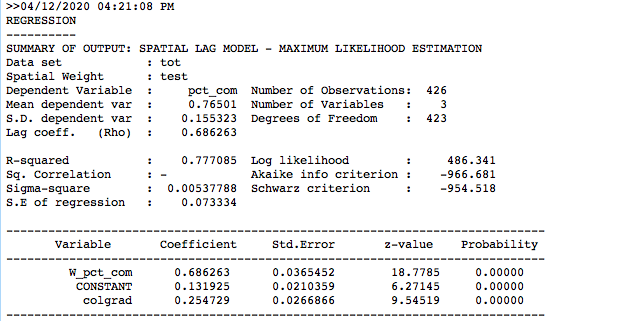 >>04/12/2020 04:21:08 PM
REGRESSION
----------
SUMMARY OF OUTPUT: SPATIAL LAG MODEL - MAXIMUM LIKELIHOOD ESTIMATION
Data set            : tot
Spatial Weight      : test
Dependent Variable  :     pct_com  Number of Observations:  426
Mean dependent var  :     0.76501  Number of Variables   :    3
S.D. dependent var  :    0.155323  Degrees of Freedom    :  423
Lag coeff.   (Rho)  :    0.686263
R-squared           :    0.777085  Log likelihood        :     486.341
Sq. Correlation     : -            Akaike info criterion :    -966.681
Sigma-square        :  0.00537788  Schwarz criterion     :    -954.518
S.E of regression   :    0.073334
-----------------------------------------------------------------------------
Variable     Coefficient     Std.Error     z-value    Probability
-----------------------------------------------------------------------------
W_pct_com      0.686263     0.0365452      18.7785     0.00000
CONSTANT      0.131925     0.0210359      6.27145     0.00000
colgrad      0.254729     0.0266866      9.54519     0.00000
-----------------------------------------------------------------------------